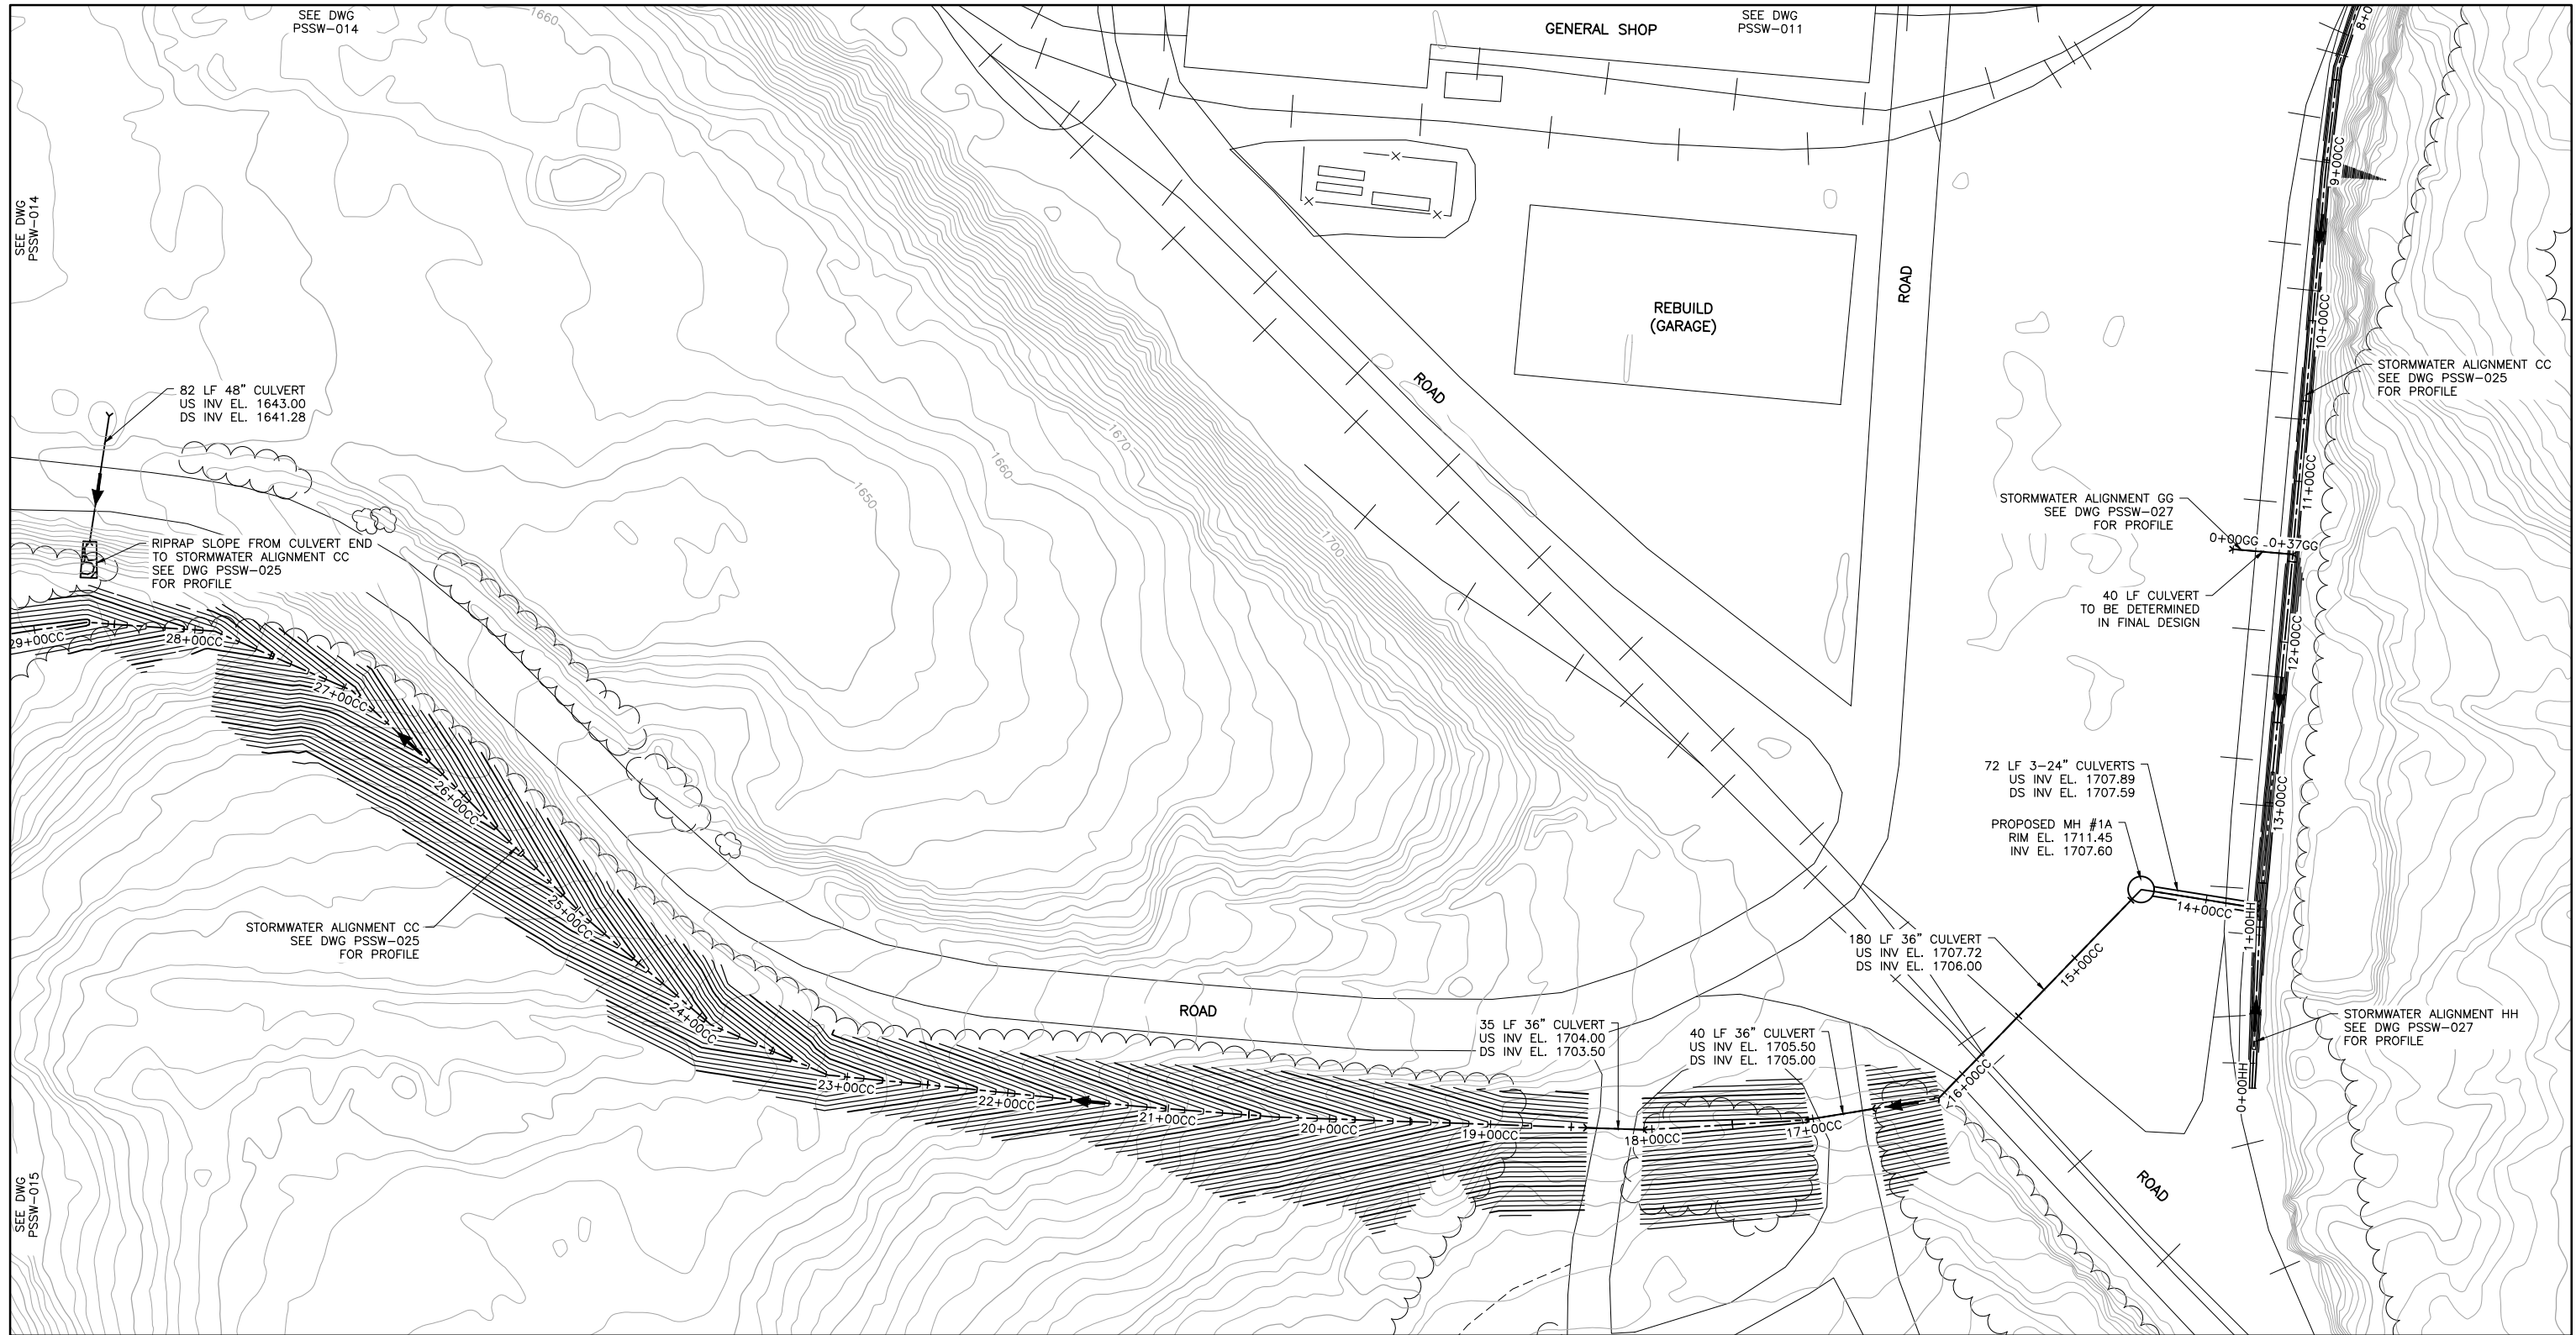 SEE DWG
PSSW-014
1660
GENERAL SHOP
SEE DWG
PSSW-011
8+0
SEE DWG
PSSW-014
9+00CC
ROAD
REBUILD
(GARAGE)
10+00CC
STORMWATER ALIGNMENT CC
SEE DWG PSSW-025
FOR PROFILE
82 LF 48" CULVERT
US INV EL. 1643.00
DS INV EL. 1641.28
ROAD
1670
1660
1650
11+00CC
STORMWATER ALIGNMENT GG
SEE DWG PSSW-027
FOR PROFILE
0+00GG
0+37GG
1700
RIPRAP SLOPE FROM CULVERT END
TO STORMWATER ALIGNMENT CC
SEE DWG PSSW-025
FOR PROFILE
40 LF CULVERT
TO BE DETERMINED
IN FINAL DESIGN
29+00CC
28+00CC
12+00CC
27+00CC
26+00CC
72 LF 3-24" CULVERTS
US INV EL. 1707.89
DS INV EL. 1707.59
13+00CC
PROPOSED MH #1A
RIM EL. 1711.45
INV EL. 1707.60
25+00CC
14+00CC
1+00HH
STORMWATER ALIGNMENT CC
SEE DWG PSSW-025
FOR PROFILE
180 LF 36" CULVERT
US INV EL. 1707.72
DS INV EL. 1706.00
15+00CC
24+00CC
ROAD
35 LF 36" CULVERT
US INV EL. 1704.00
DS INV EL. 1703.50
40 LF 36" CULVERT
US INV EL. 1705.50
DS INV EL. 1705.00
STORMWATER ALIGNMENT HH
SEE DWG PSSW-027
FOR PROFILE
0+00HH
16+00CC
23+00CC
22+00CC
21+00CC
20+00CC
19+00CC
18+00CC
17+00CC
SEE DWG
PSSW-015
ROAD